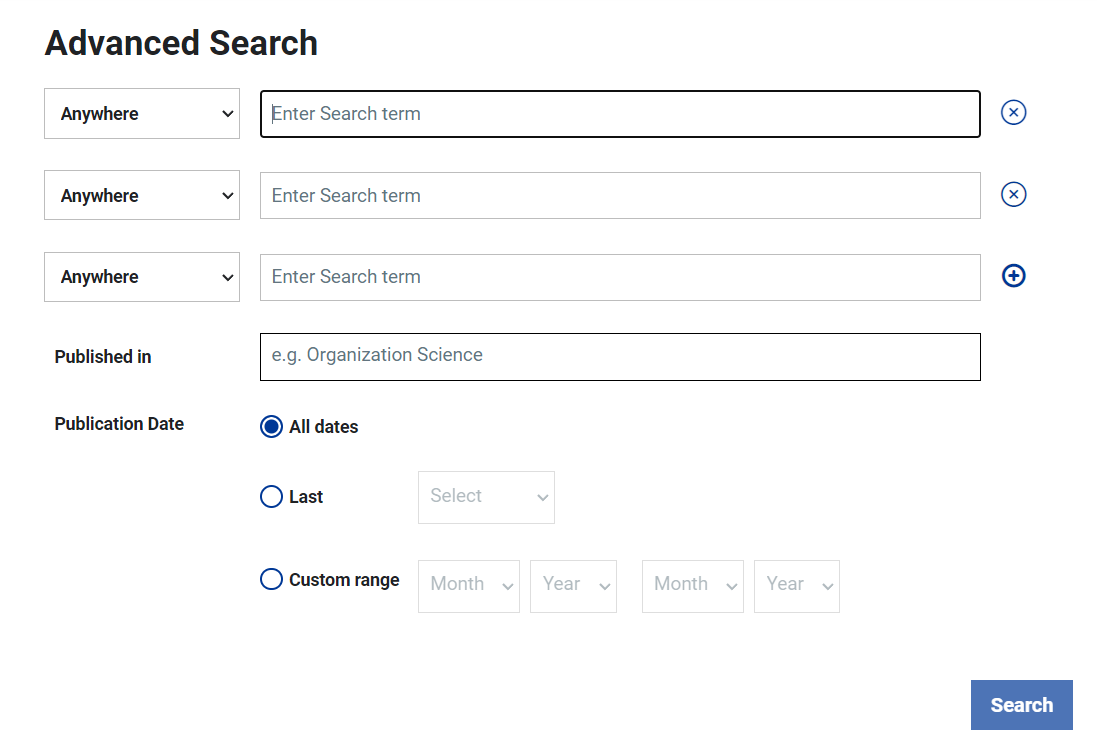 Advanced Search
Anywhere Enter Search term
Anywhere Enter Search term
Anywhere Enter Search term
Published in e.g. Organization Science
Publication Date All dates
Last Select
Custom range Month Year Month Year
Search